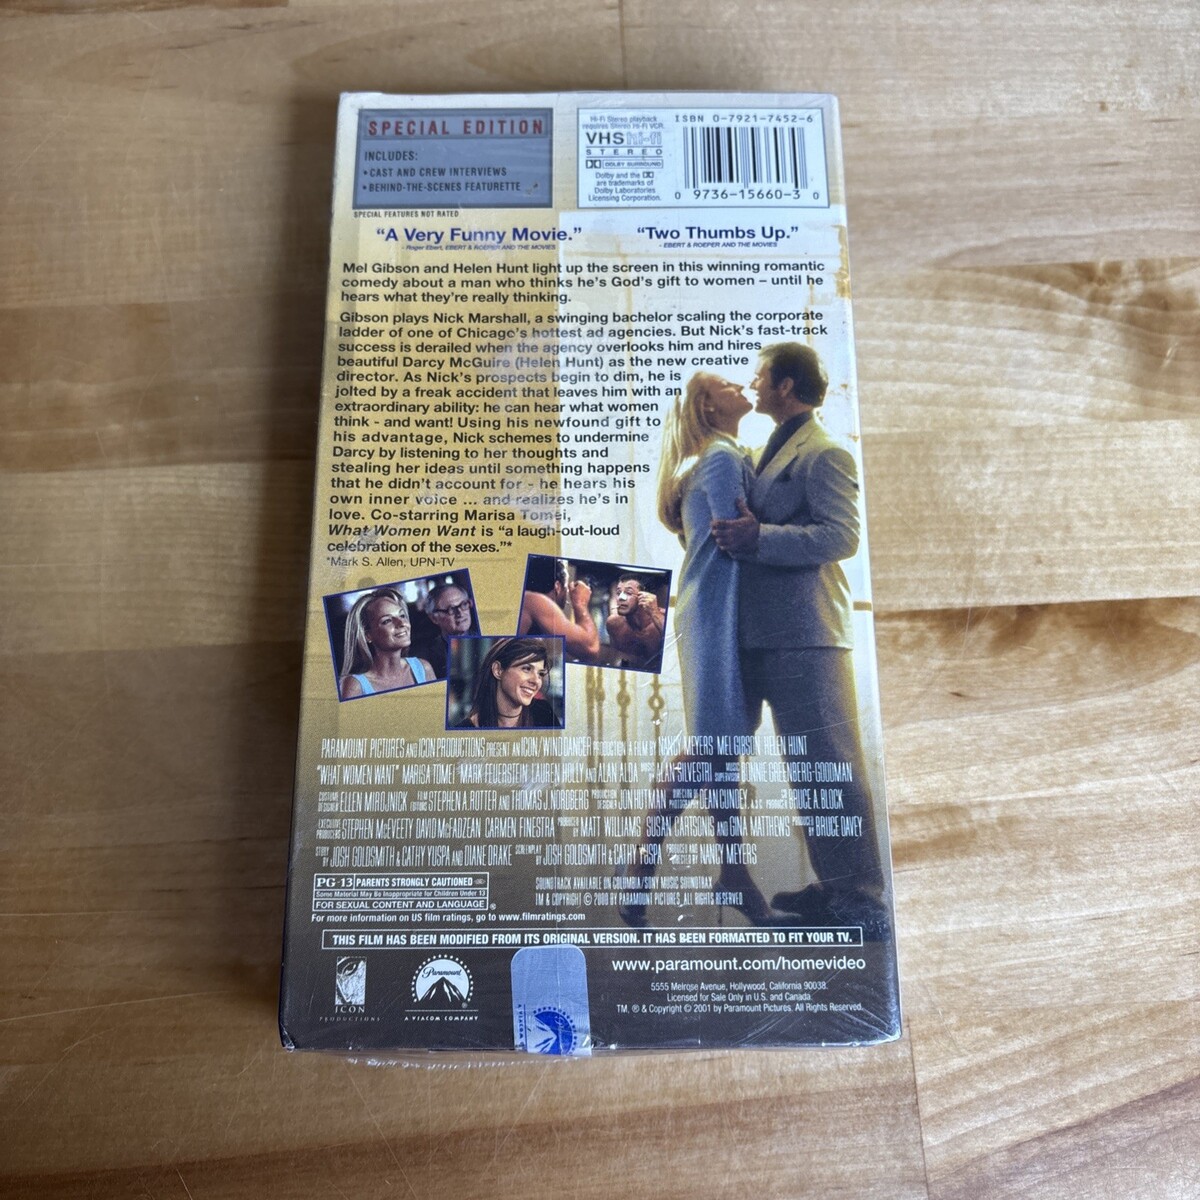 SPECIAL EDITION
INCLUDES:
• CAST AND CREW INTERVIEWS
• BEHIND-THE-SCENES FEATURETTE
SPECIAL FEATURES NOT RATED
Hi-Fi Stereo playback
requires Stereo Hi-Fi VCR.
VHS hi-fi
STEREO
DOLBY SURROUND
Dolby and the
are trademarks of
Dolby Laboratories
Licensing Corporation.
ISBN 0-7921-7452-6
0 9736-15660-3 0
"A Very Funny Movie."
- Roger Ebert, EBERT & ROEPER AND THE MOVIES
"Two Thumbs Up."
- EBERT & ROEPER AND THE MOVIES
Mel Gibson and Helen Hunt light up the screen in this winning romantic
comedy about a man who thinks he's God's gift to women – until he
hears what they're really thinking.
Gibson plays Nick Marshall, a swinging bachelor scaling the corporate
ladder of one of Chicago's hottest ad agencies. But Nick's fast-track
success is derailed when the agency overlooks him and hires
beautiful Darcy McGuire (Helen Hunt) as the new creative
director. As Nick's prospects begin to dim, he is
jolted by a freak accident that leaves him with an
extraordinary ability: he can hear what women
think - and want! Using his newfound gift to
his advantage, Nick schemes to undermine
Darcy by listening to her thoughts and
stealing her ideas until something happens
that he didn't account for - he hears his
own inner voice ... and realizes he's in
love. Co-starring Marisa Tomei,
What Women Want is "a laugh-out-loud
celebration of the sexes."*
*Mark S. Allen, UPN-TV
PARAMOUNT PICTURES AND ICON PRODUCTIONS PRESENT AN ICON/WIND DANCER PRODUCTION A FILM BY NANCY MEYERS MEL GIBSON HELEN HUNT
"WHAT WOMEN WANT" MARISA TOMEI MARK FEUERSTEIN LAUREN HOLLY AND ALAN ALDA MUSIC BY ALAN SILVESTRI MUSIC SUPERVISOR BONNIE GREENBERG-GOODMAN
COSTUME DESIGNER ELLEN MIROJNICK FILM EDITORS STEPHEN A. ROTTER AND THOMAS J. NORDBERG PRODUCTION DESIGNER JON HUTMAN DIRECTOR OF PHOTOGRAPHY DEAN CUNDEY, A.S.C. CO PRODUCER BRUCE A. BLOCK
EXECUTIVE PRODUCERS STEPHEN McEVEETY DAVID McFADZEAN CARMEN FINESTRA PRODUCED BY MATT WILLIAMS SUSAN CARTSONIS AND GINA MATTHEWS PRODUCED BY BRUCE DAVEY
STORY BY JOSH GOLDSMITH & CATHY YUSPA AND DIANE DRAKE SCREENPLAY BY JOSH GOLDSMITH & CATHY YUSPA PRODUCED AND DIRECTED BY NANCY MEYERS
SOUNDTRACK AVAILABLE ON COLUMBIA/SONY MUSIC SOUNDTRAX
TM & COPYRIGHT © 2000 BY PARAMOUNT PICTURES. ALL RIGHTS RESERVED
PG-13 PARENTS STRONGLY CAUTIONED
Some Material May Be Inappropriate for Children Under 13
FOR SEXUAL CONTENT AND LANGUAGE
®
For more information on US film ratings, go to www.filmratings.com
THIS FILM HAS BEEN MODIFIED FROM ITS ORIGINAL VERSION. IT HAS BEEN FORMATTED TO FIT YOUR TV.
ICON
PRODUCTIONS
Paramount
A VIACOM COMPANY
www.paramount.com/homevideo
5555 Melrose Avenue, Hollywood, California 90038.
Licensed for Sale Only in U.S. and Canada.
TM, ® & Copyright © 2001 by Paramount Pictures. All Rights Reserved.